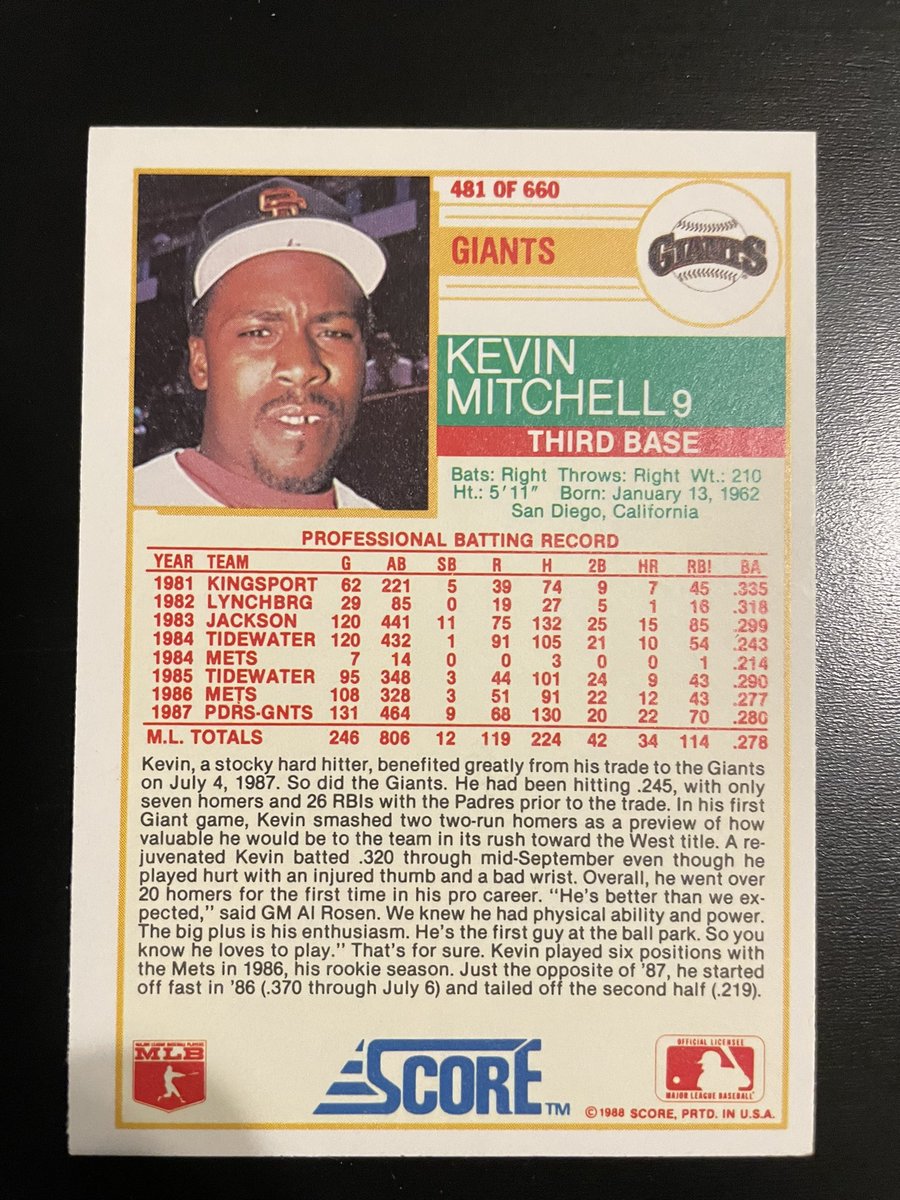 481 OF 660
GIANTS
GIANTS
KEVIN
MITCHELL 9
THIRD BASE
Bats: Right Throws: Right Wt.: 210
Ht.: 5'11" Born: January 13, 1962
San Diego, California
PROFESSIONAL BATTING RECORD
YEAR TEAM G AB SB R H 2B HR RBI BA
1981 KINGSPORT 62 221 5 39 74 9 7 45 .335
1982 LYNCHBRG 29 85 0 19 27 5 1 16 .318
1983 JACKSON 120 441 11 75 132 25 15 85 .299
1984 TIDEWATER 120 432 1 91 105 21 10 54 .243
1984 METS 7 14 0 0 3 0 0 1 .214
1985 TIDEWATER 95 348 3 44 101 24 9 43 .290
1986 METS 108 328 3 51 91 22 12 43 .277
1987 PDRS-GNTS 131 464 9 68 130 20 22 70 .280
M.L. TOTALS 246 806 12 119 224 42 34 114 .278
Kevin, a stocky hard hitter, benefited greatly from his trade to the Giants
on July 4, 1987. So did the Giants. He had been hitting .245, with only
seven homers and 26 RBIs with the Padres prior to the trade. In his first
Giant game, Kevin smashed two two-run homers as a preview of how
valuable he would be to the team in its rush toward the West title. A re-
juvenated Kevin batted .320 through mid-September even though he
played hurt with an injured thumb and a bad wrist. Overall, he went over
20 homers for the first time in his pro career. "He's better than we ex-
pected," said GM Al Rosen. We knew he had physical ability and power.
The big plus is his enthusiasm. He's the first guy at the ball park. So you
know he loves to play." That's for sure. Kevin played six positions with
the Mets in 1986, his rookie season. Just the opposite of '87, he started
off fast in '86 (.370 through July 6) and tailed off the second half (.219).
MAJOR LEAGUE BASEBALL PLAYERS
MLB
SCORE TM
©1988 SCORE, PRTD. IN U.S.A.
OFFICIAL LICENSEE
MAJOR LEAGUE BASEBALL